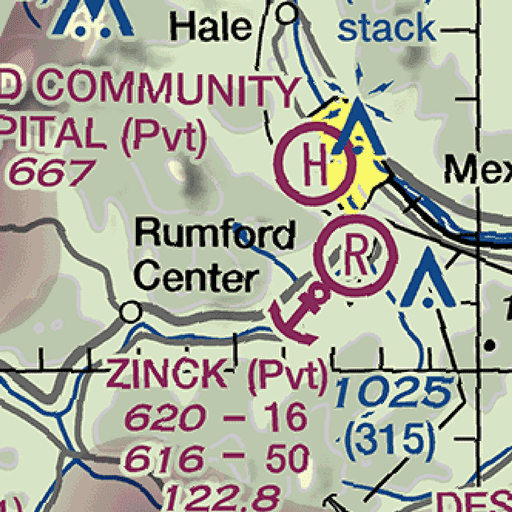 Hale
stack
D COMMUNITY
PITAL (Pvt)
667
H
Mex
Rumford
Center
R
ZINCK (Pvt)
620 - 16
616 - 50
122.8
1025
(315)
DES